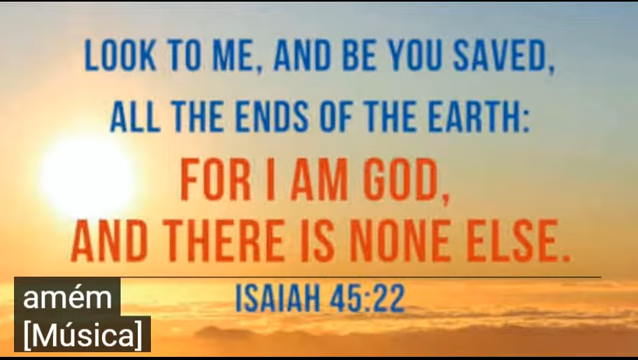 LOOK TO ME, AND BE YOU SAVED,
ALL THE ENDS OF THE EARTH:
FOR I AM GOD,
AND THERE IS NONE ELSE.
ISAIAH 45:22
amém
[Música]